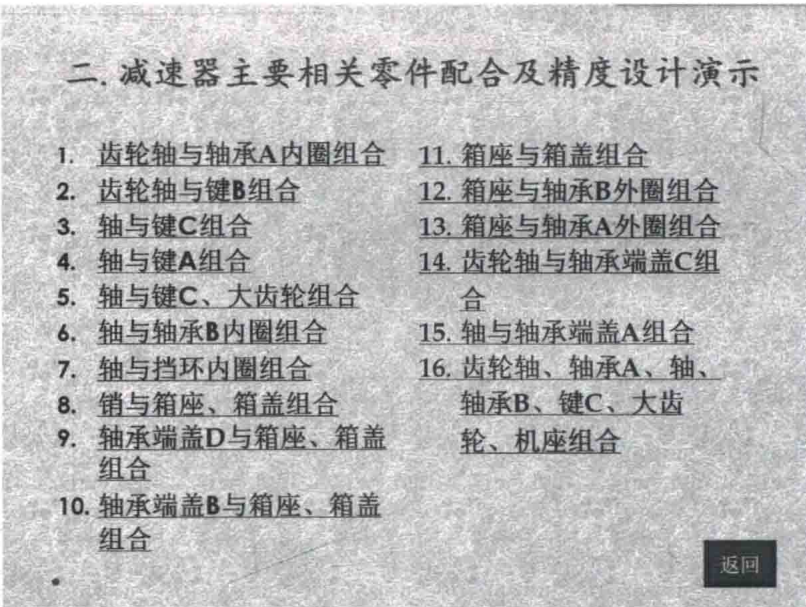 二. 减速器主要相关零件配合及精度设计演示
1. 齿轮轴与轴承A内圈组合
2. 齿轮轴与键B组合
3. 轴与键C组合
4. 轴与键A组合
5. 轴与键C、大齿轮组合
6. 轴与轴承B内圈组合
7. 轴与挡环内圈组合
8. 销与箱座、箱盖组合
9. 轴承端盖D与箱座、箱盖
组合
10. 轴承端盖B与箱座、箱盖
组合
11. 箱座与箱盖组合
12. 箱座与轴承B外圈组合
13. 箱座与轴承A外圈组合
14. 齿轮轴与轴承端盖C组
合
15. 轴与轴承端盖A组合
16. 齿轮轴、轴承A、轴、
轴承B、键C、大齿
轮、机座组合
返回